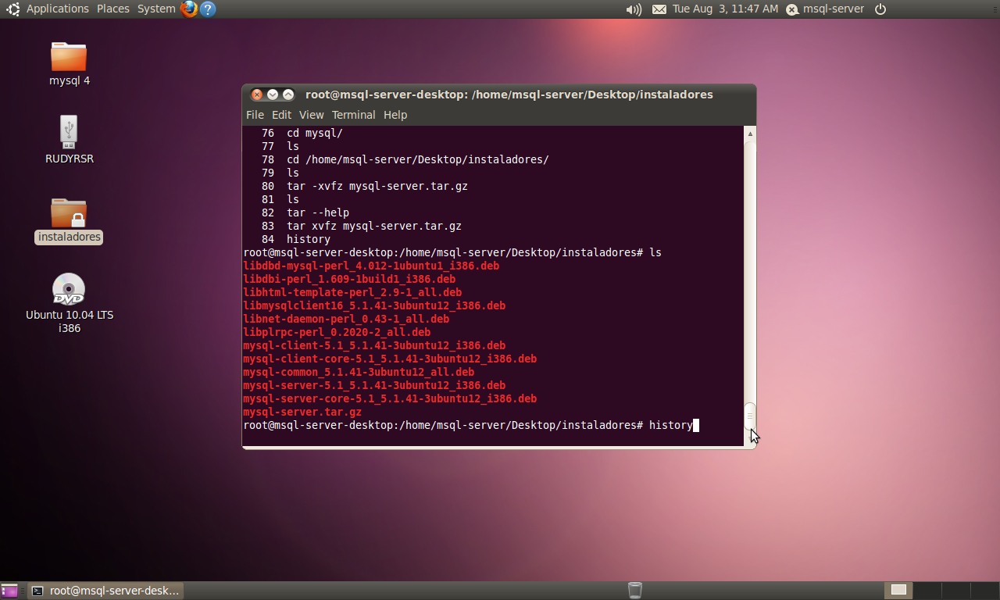 Applications Places System
Tue Aug 3, 11:47 AM msql-server
mysql 4
RUDYRSR
instaladores
DVD
Ubuntu 10.04 LTS
i386
root@msql-server-desktop: /home/msql-server/Desktop/instaladores
File Edit View Terminal Help
76 cd mysql/
77 ls
78 cd /home/msql-server/Desktop/instaladores/
79 ls
80 tar -xvfz mysql-server.tar.gz
81 ls
82 tar --help
83 tar xvfz mysql-server.tar.gz
84 history
root@msql-server-desktop:/home/msql-server/Desktop/instaladores# ls
libdbd-mysql-perl_4.012-1ubuntu1_i386.deb
libdbi-perl_1.609-1build1_i386.deb
libhtml-template-perl_2.9-1_all.deb
libmysqlclient16_5.1.41-3ubuntu12_i386.deb
libnet-daemon-perl_0.43-1_all.deb
libplrpc-perl_0.2020-2_all.deb
mysql-client-5.1_5.1.41-3ubuntu12_i386.deb
mysql-client-core-5.1_5.1.41-3ubuntu12_i386.deb
mysql-common_5.1.41-3ubuntu12_all.deb
mysql-server-5.1_5.1.41-3ubuntu12_i386.deb
mysql-server-core-5.1_5.1.41-3ubuntu12_i386.deb
mysql-server.tar.gz
root@msql-server-desktop:/home/msql-server/Desktop/instaladores# history
root@msql-server-desk...